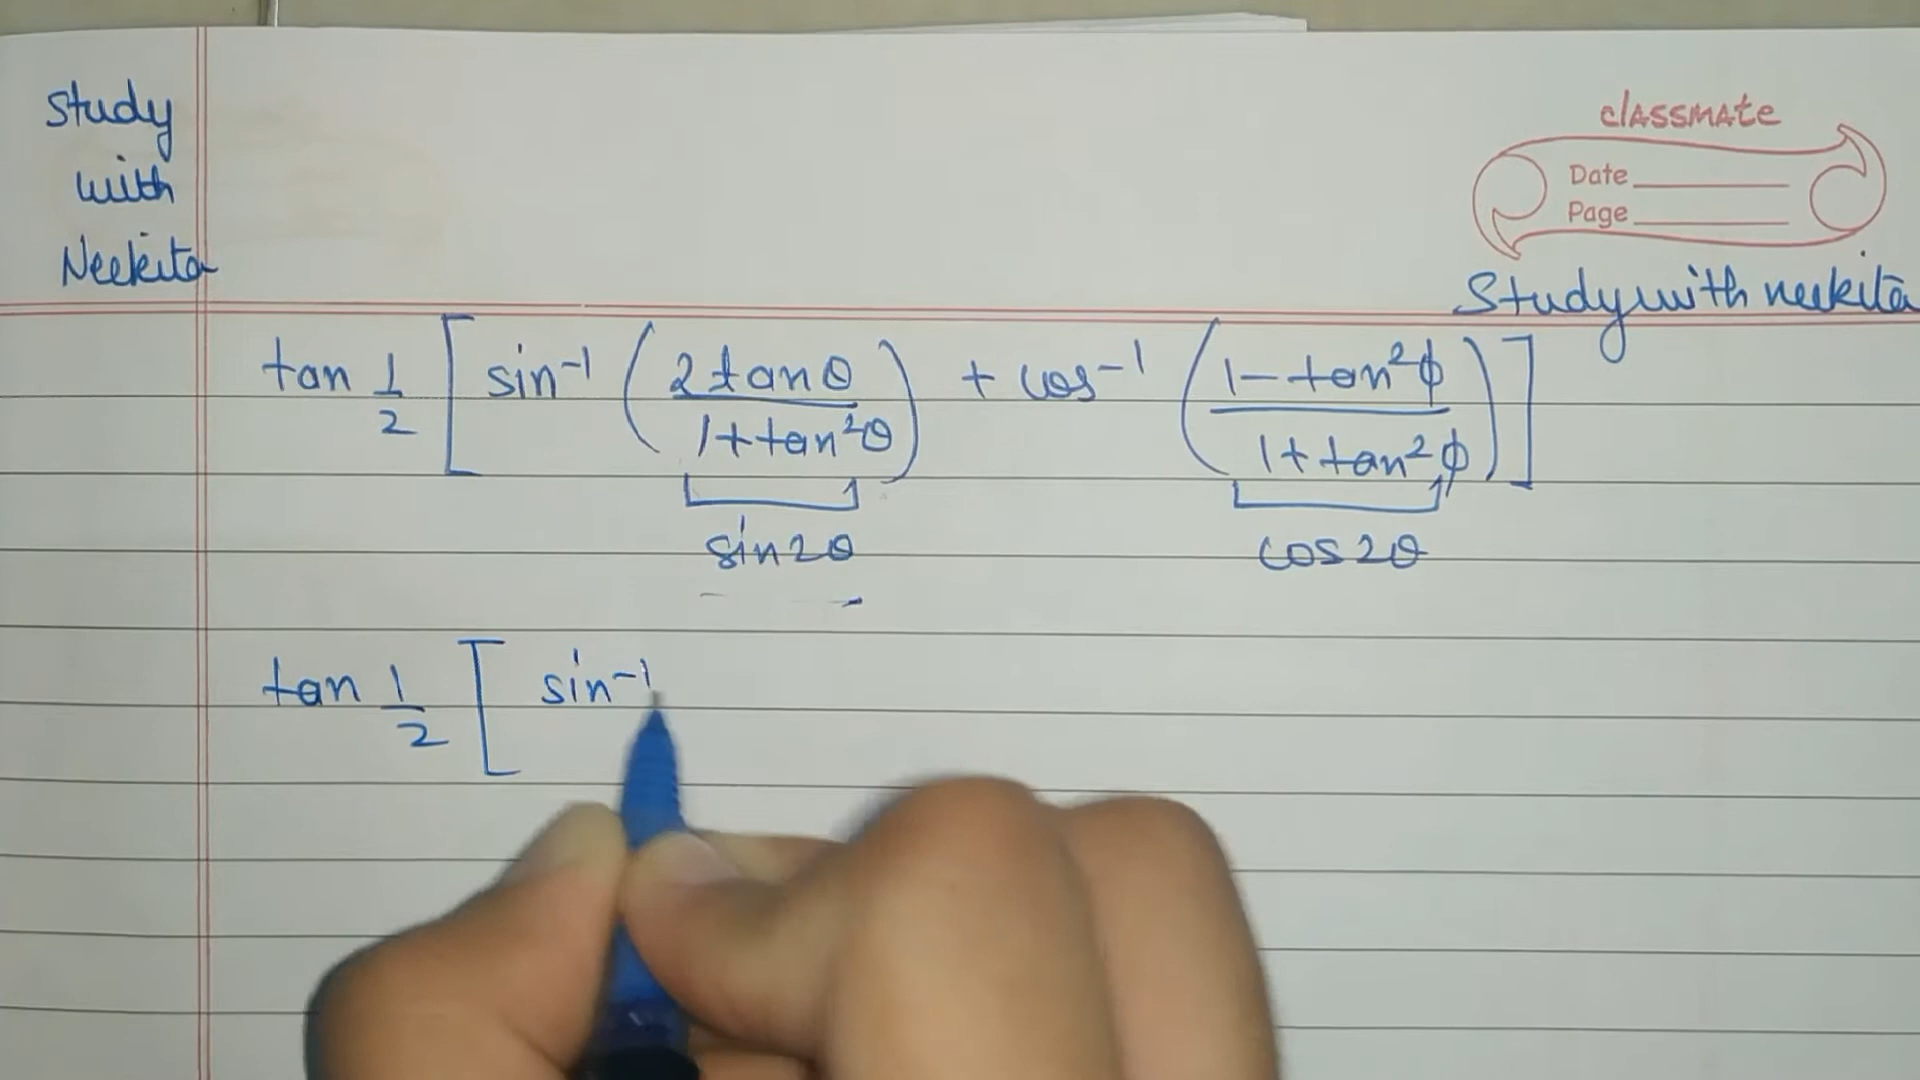 Study
with
Neekita
classmate
Date
Page
Studywith neekita
tan 1/2 [ sin⁻¹ ( 2tanθ / 1+tan²θ ) + cos⁻¹ ( 1-tan²ϕ / 1+tan²ϕ ) ]
sin2θ cos2θ
tan 1/2 [ sin⁻¹